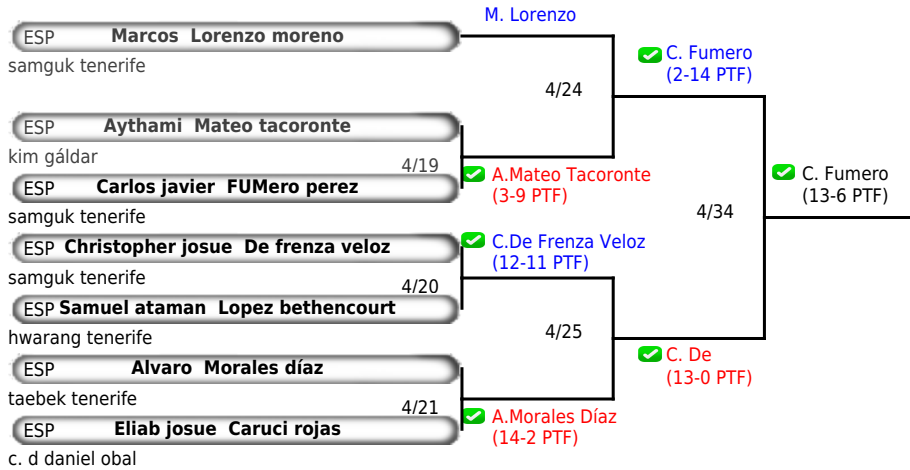 M. Lorenzo
ESP Marcos Lorenzo moreno
samguk tenerife
C. Fumero
(2-14 PTF)
4/24
ESP Aythami Mateo tacoronte
kim gáldar
4/19
A.Mateo Tacoronte
(3-9 PTF)
ESP Carlos javier FUMero perez
samguk tenerife
C. Fumero
(13-6 PTF)
4/34
ESP Christopher josue De frenza veloz
samguk tenerife
C.De Frenza Veloz
(12-11 PTF)
4/20
ESP Samuel ataman Lopez bethencourt
hwarang tenerife
4/25
C. De
(13-0 PTF)
ESP Alvaro Morales díaz
taebek tenerife
4/21
A.Morales Díaz
(14-2 PTF)
ESP Eliab josue Caruci rojas
c. d daniel obal